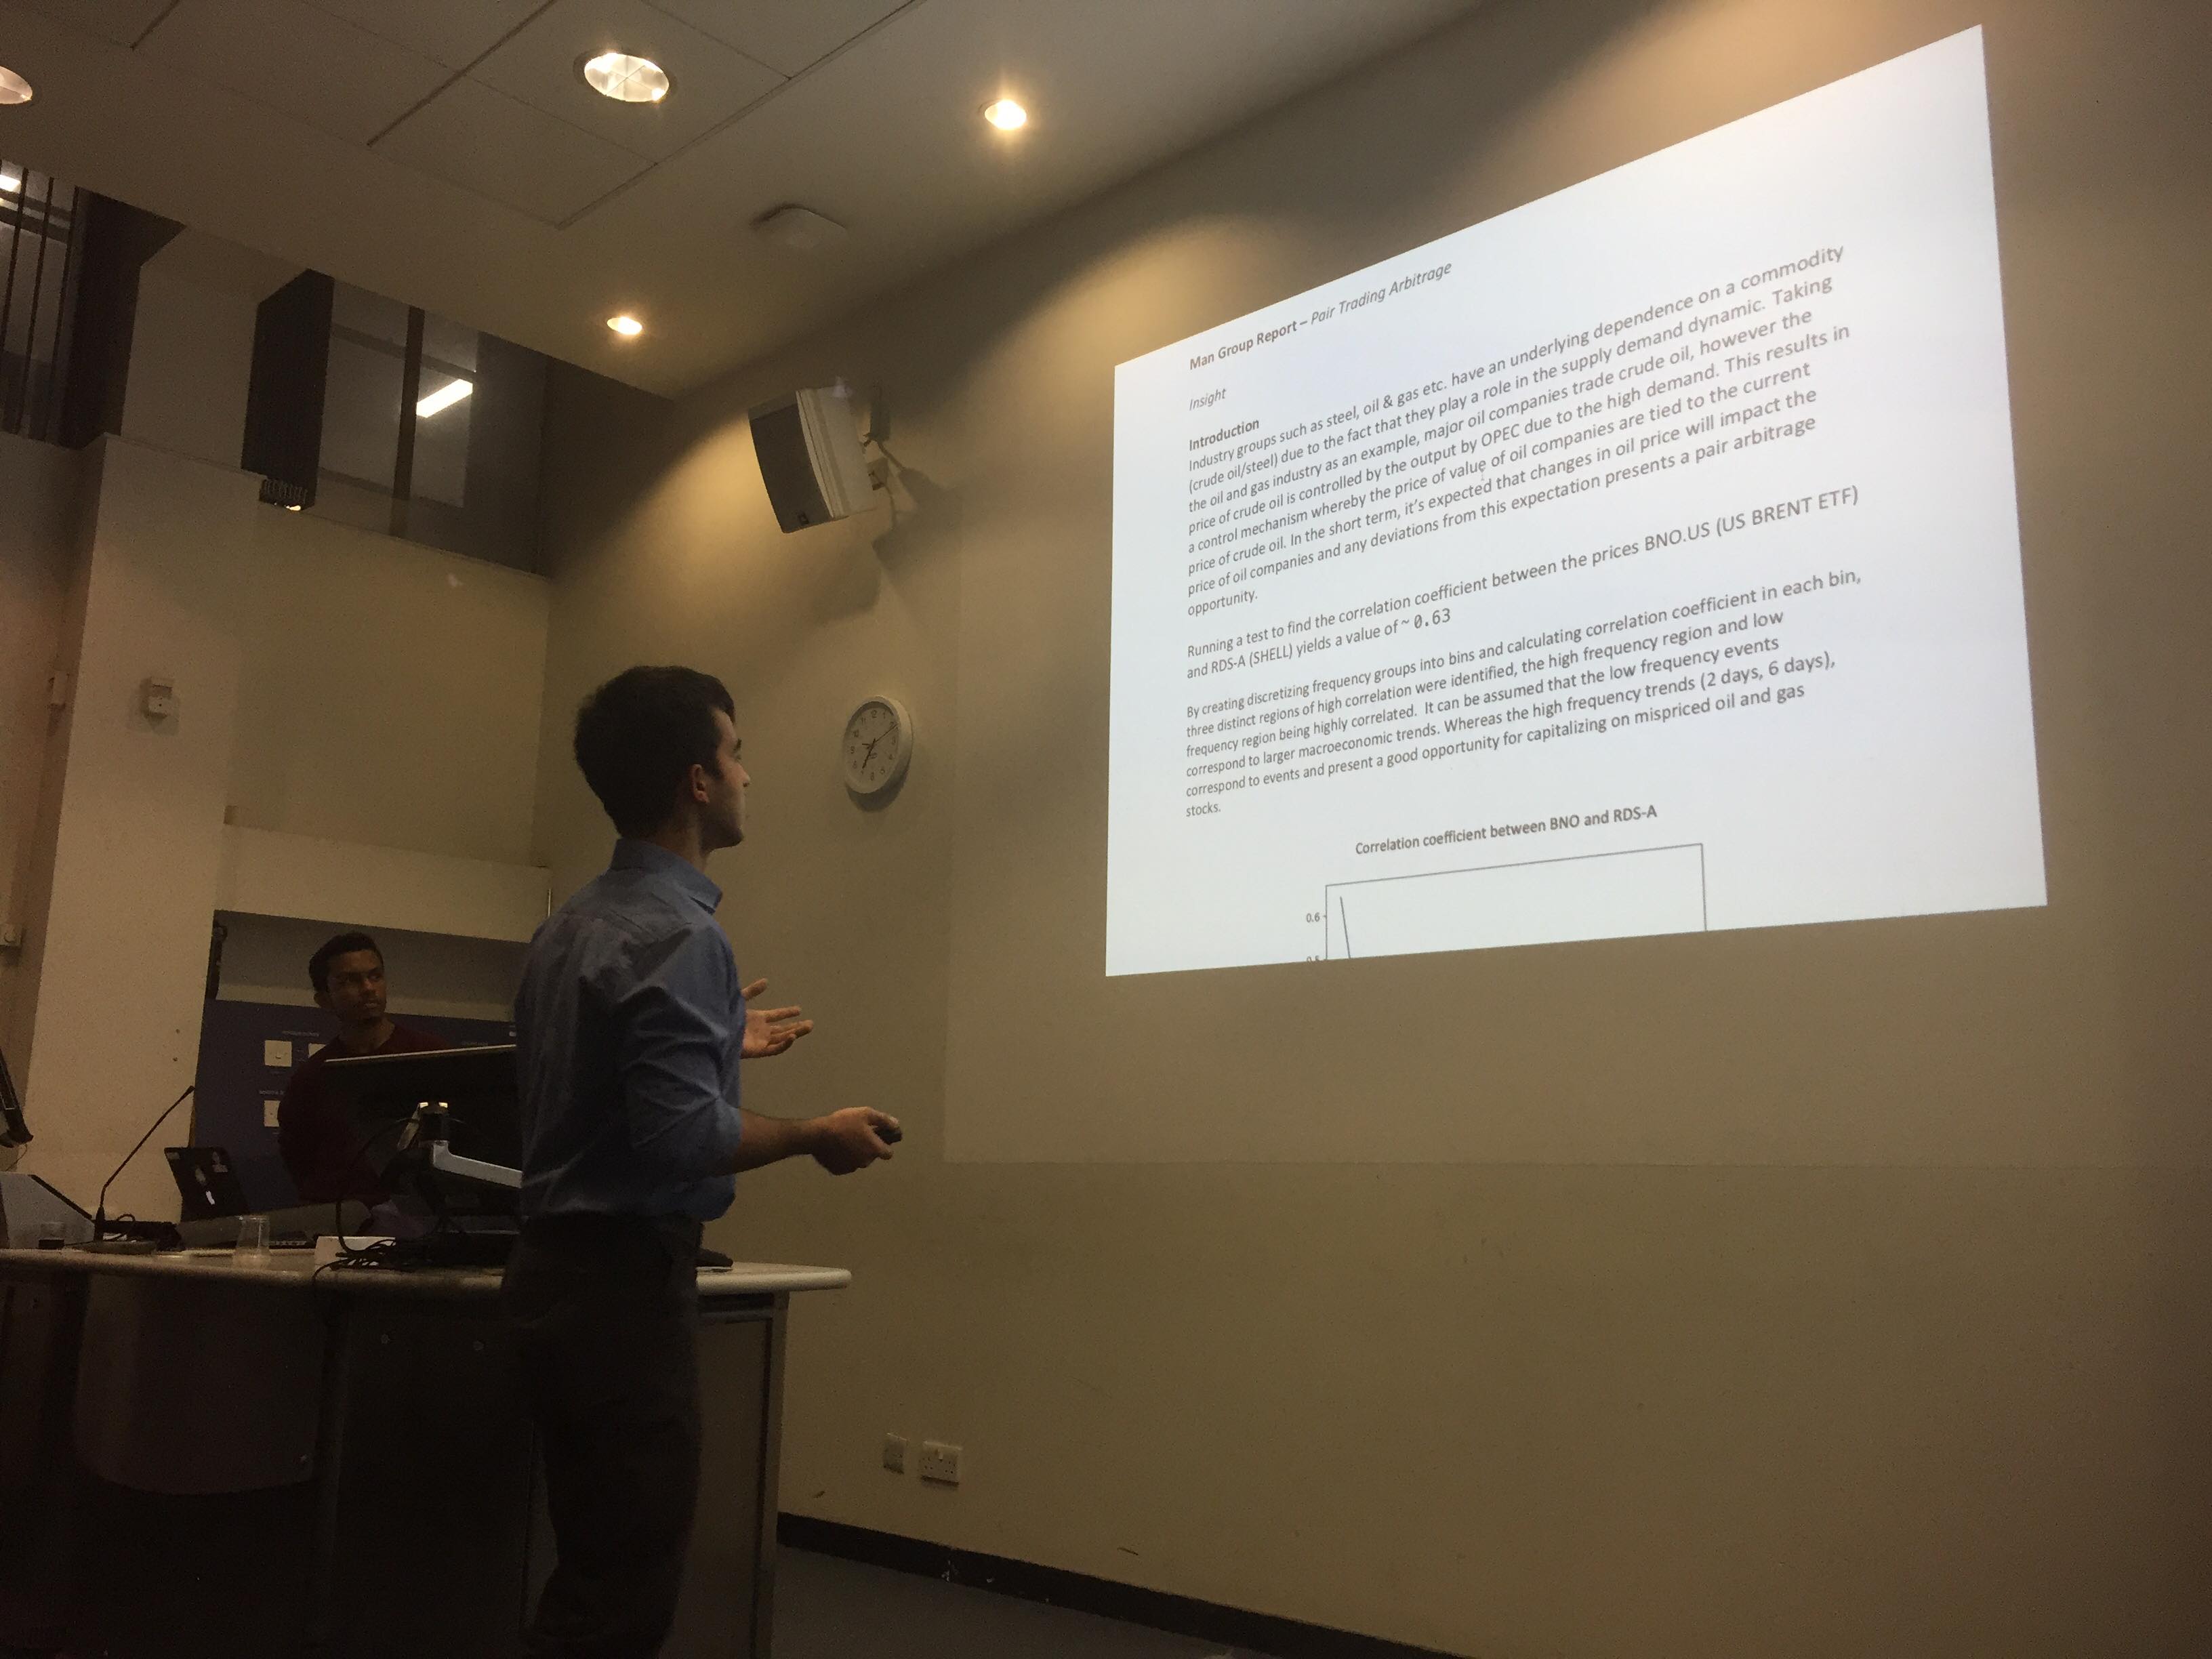 Man Group Report – Pair Trading Arbitrage
Insight
Introduction
Industry groups such as steel, oil & gas etc. have an underlying dependence on a commodity
(crude oil/steel) due to the fact that they play a role in the supply demand dynamic. Taking
the oil and gas industry as an example, major oil companies trade crude oil, however the
price of crude oil is controlled by the output by OPEC due to the high demand. This results in
a control mechanism whereby the price of value of oil companies are tied to the current
price of crude oil. In the short term, it's expected that changes in oil price will impact the
price of oil companies and any deviations from this expectation presents a pair arbitrage
opportunity.
Running a test to find the correlation coefficient between the prices BNO.US (US BRENT ETF)
and RDS-A (SHELL) yields a value of ~ 0.63
By creating discretizing frequency groups into bins and calculating correlation coefficient in each bin,
three distinct regions of high correlation were identified, the high frequency region and low
frequency region being highly correlated. It can be assumed that the low frequency events
correspond to larger macroeconomic trends. Whereas the high frequency trends (2 days, 6 days),
correspond to events and present a good opportunity for capitalizing on mispriced oil and gas
stocks.
Correlation coefficient between BNO and RDS-A
0.6